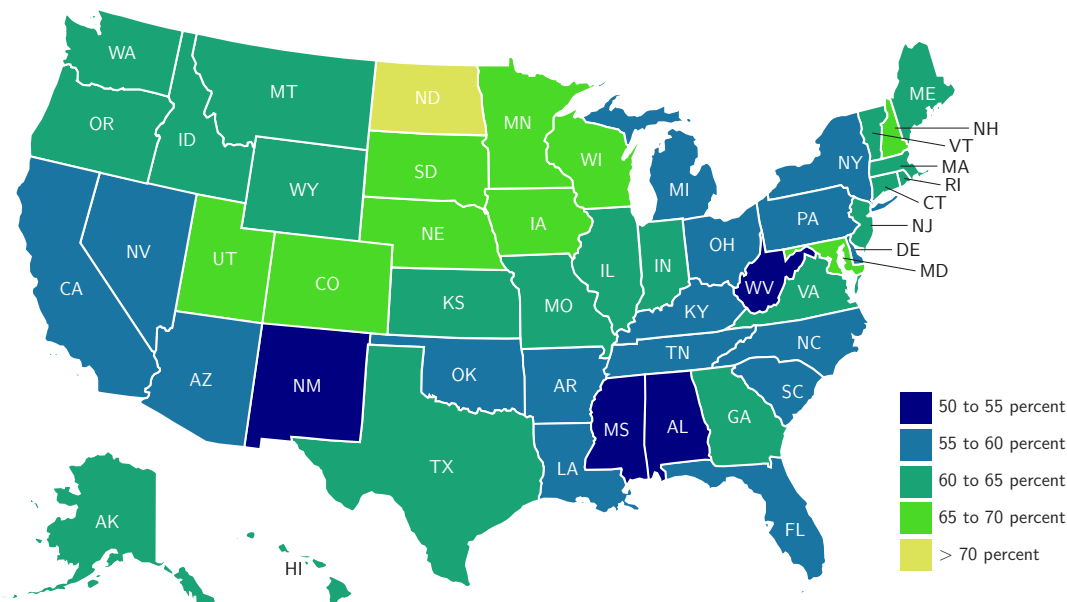 WA
MT
ND
MN
ME
OR
ID
WI
NH
VT
NY
MA
SD
WY
MI
RI
CT
PA
NE
IA
NJ
NV
OH
DE
UT
IL
IN
MD
CO
CA
WV
VA
KS
MO
KY
NC
TN
AZ
OK
NM
AR
SC
50 to 55 percent
GA
MS
AL
55 to 60 percent
TX
LA
60 to 65 percent
65 to 70 percent
AK
FL
> 70 percent
HI